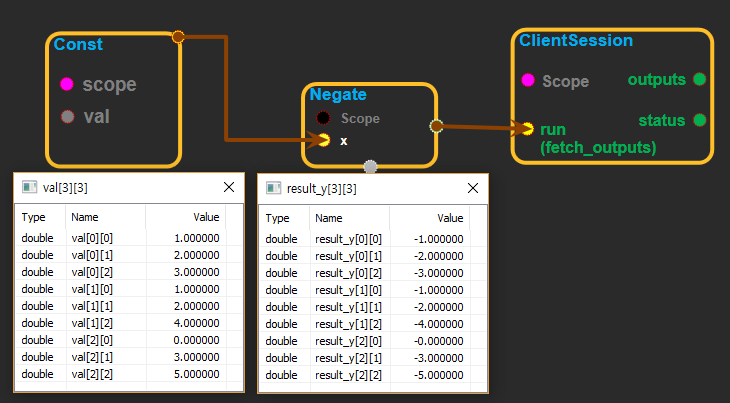 Const
scope
val
Negate
Scope
x
ClientSession
Scope
outputs
status
run
(fetch_outputs)
val[3][3]
Type Name Value
double val[0][0] 1.000000
double val[0][1] 2.000000
double val[0][2] 3.000000
double val[1][0] 1.000000
double val[1][1] 2.000000
double val[1][2] 4.000000
double val[2][0] 0.000000
double val[2][1] 3.000000
double val[2][2] 5.000000
result_y[3][3]
Type Name Value
double result_y[0][0] -1.000000
double result_y[0][1] -2.000000
double result_y[0][2] -3.000000
double result_y[1][0] -1.000000
double result_y[1][1] -2.000000
double result_y[1][2] -4.000000
double result_y[2][0] -0.000000
double result_y[2][1] -3.000000
double result_y[2][2] -5.000000